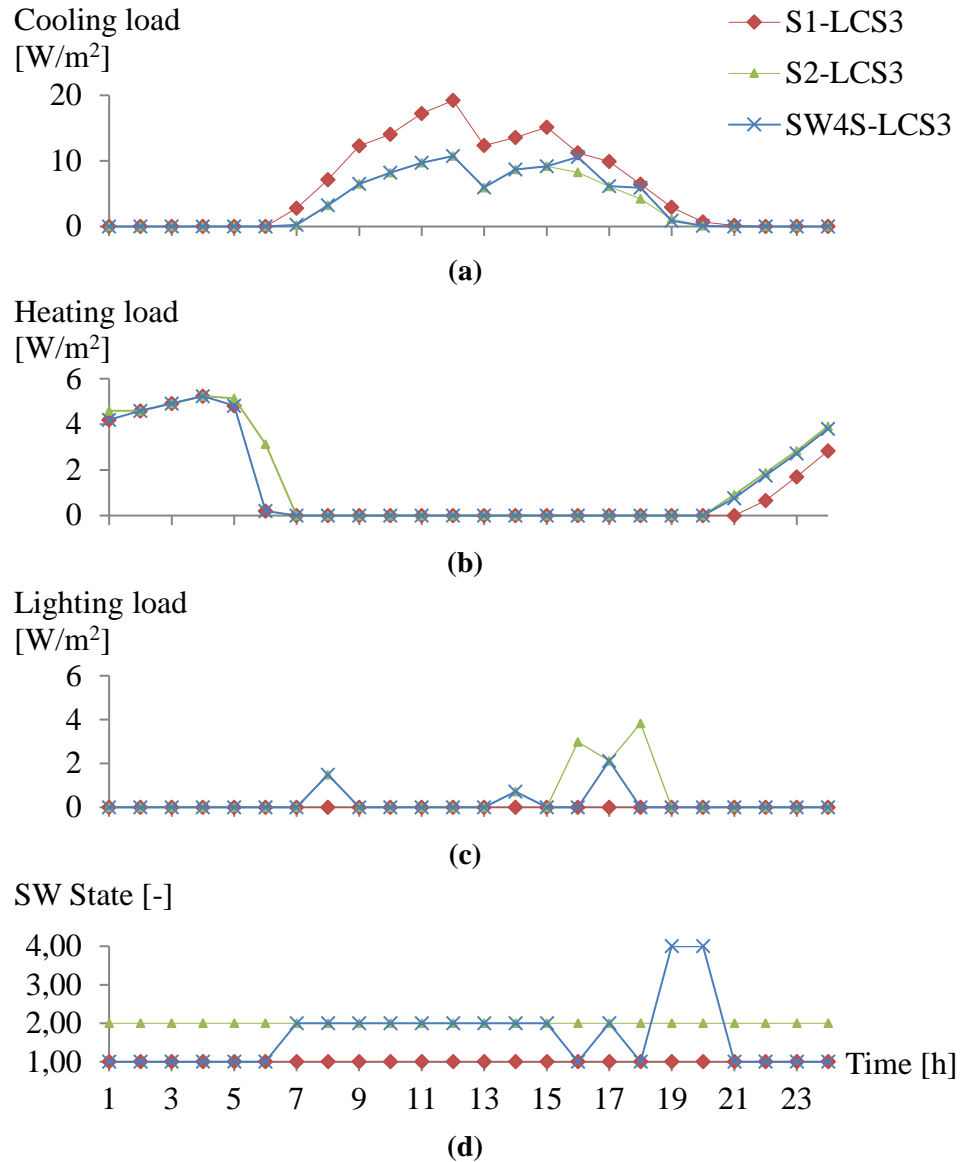 Cooling load
[W/m²]
S1-LCS3
S2-LCS3
SW4S-LCS3
20
10
0
(a)
Heating load
[W/m²]
6
4
2
0
(b)
Lighting load
[W/m²]
6
4
2
0
(c)
SW State [-]
4,00
3,00
2,00
1,00
Time [h]
1 3 5 7 9 11 13 15 17 19 21 23
(d)